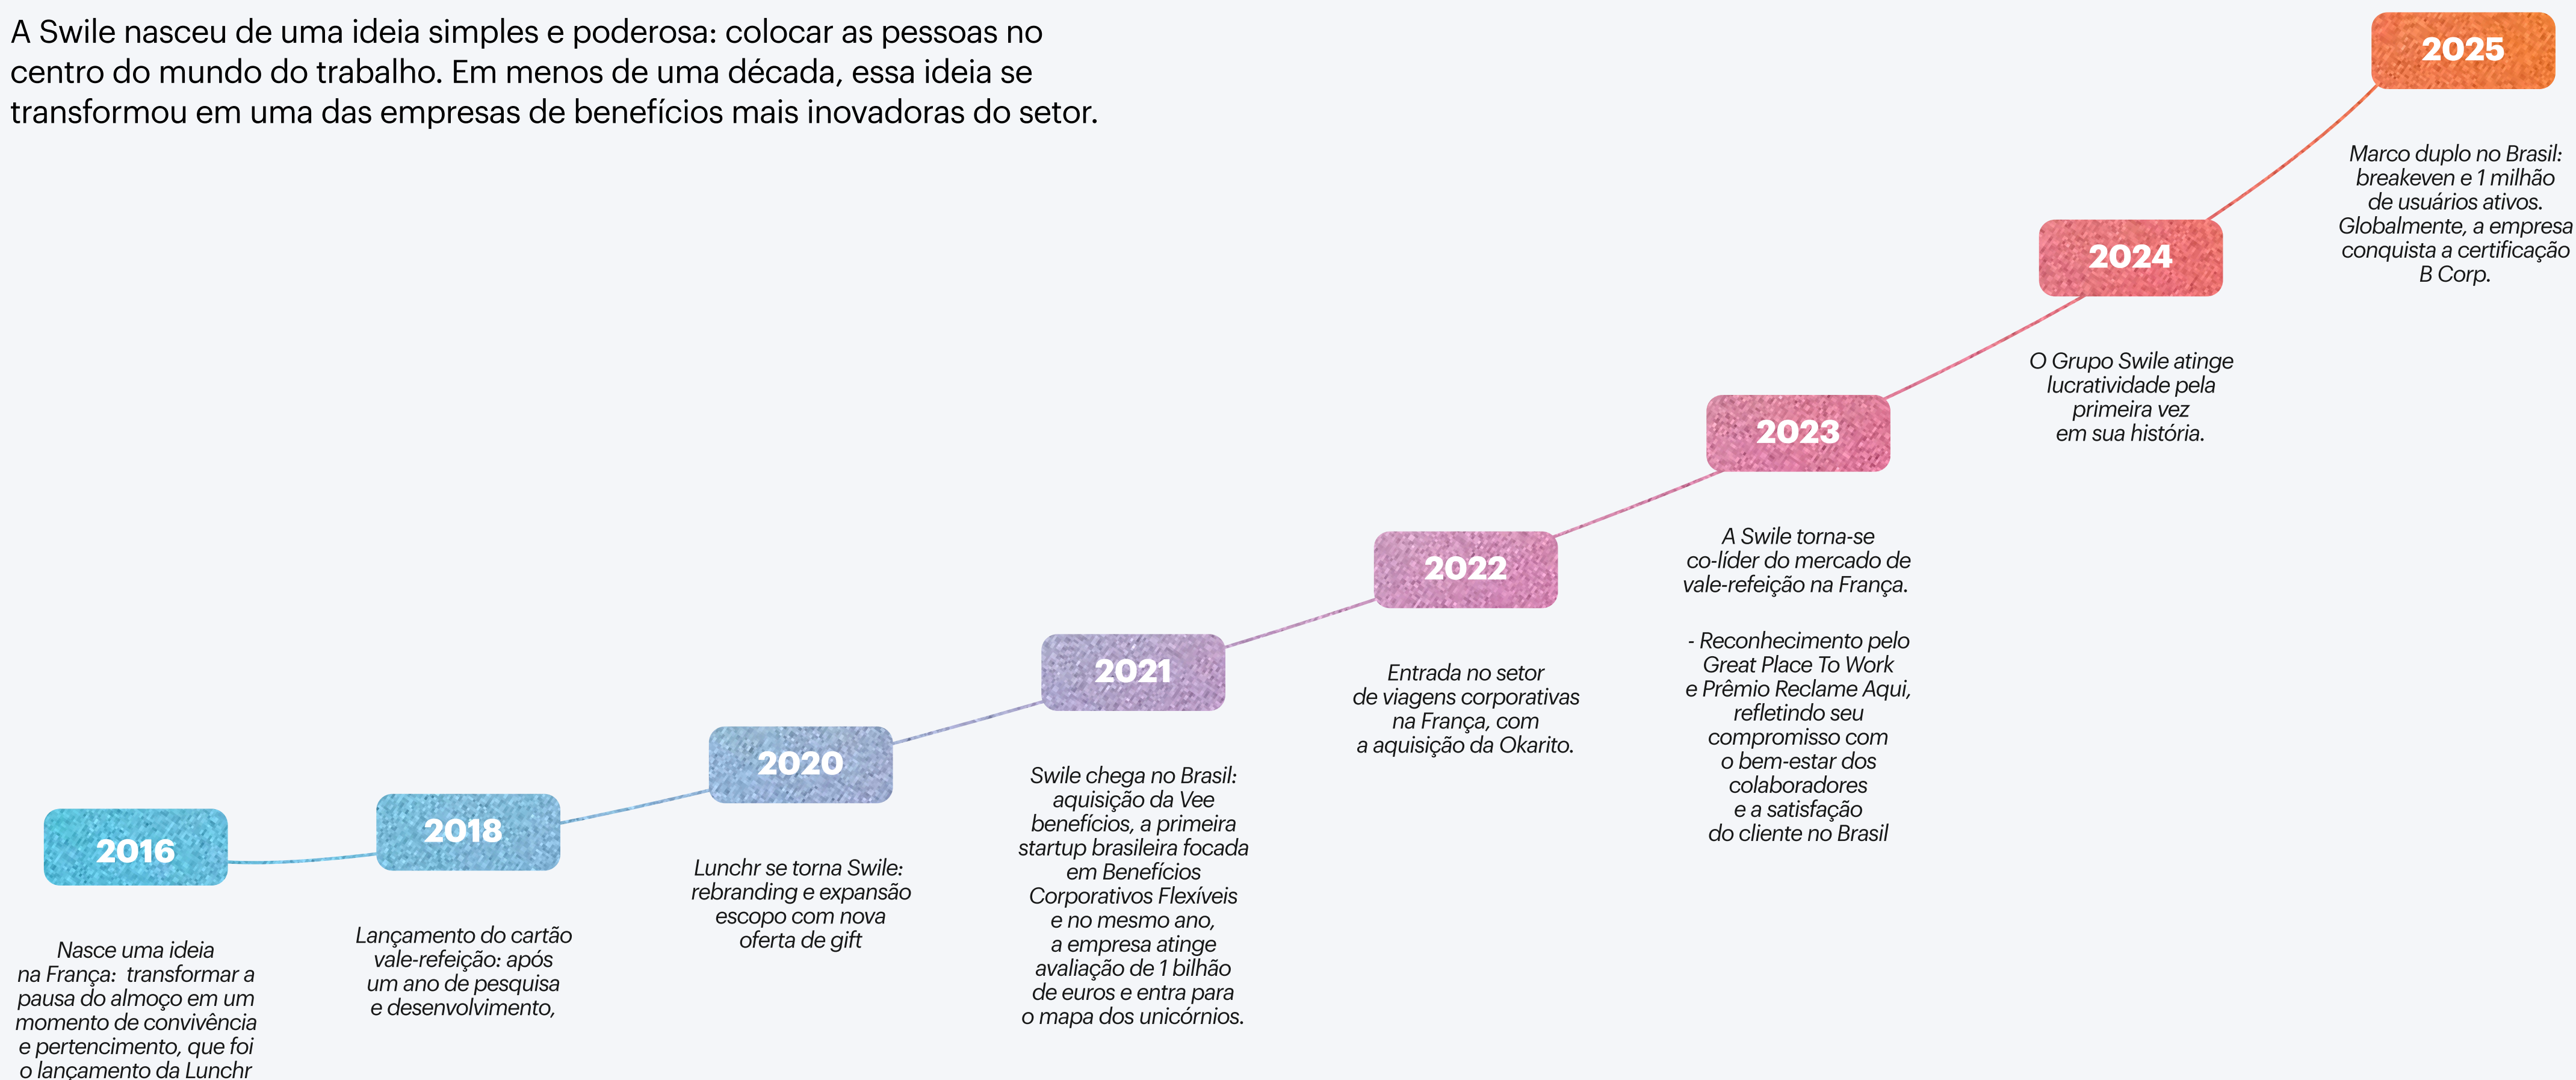 A Swile nasceu de uma ideia simples e poderosa: colocar as pessoas no
centro do mundo do trabalho. Em menos de uma década, essa ideia se
transformou em uma das empresas de benefícios mais inovadoras do setor.
2016
Nasce uma ideia
na França: transformar a
pausa do almoço em um
momento de convivência
e pertencimento, que foi
o lançamento da Lunchr
2018
Lançamento do cartão
vale-refeição: após
um ano de pesquisa
e desenvolvimento,
2020
Lunchr se torna Swile:
rebranding e expansão
escopo com nova
oferta de gift
2021
Swile chega no Brasil:
aquisição da Vee
benefícios, a primeira
startup brasileira focada
em Benefícios
Corporativos Flexíveis
e no mesmo ano,
a empresa atinge
avaliação de 1 bilhão
de euros e entra para
o mapa dos unicórnios.
2022
Entrada no setor
de viagens corporativas
na França, com
a aquisição da Okarito.
2023
A Swile torna-se
co-líder do mercado de
vale-refeição na França.
- Reconhecimento pelo
Great Place To Work
e Prêmio Reclame Aqui,
refletindo seu
compromisso com
o bem-estar dos
colaboradores
e a satisfação
do cliente no Brasil
2024
O Grupo Swile atinge
lucratividade pela
primeira vez
em sua história.
2025
Marco duplo no Brasil:
breakeven e 1 milhão
de usuários ativos.
Globalmente, a empresa
conquista a certificação
B Corp.